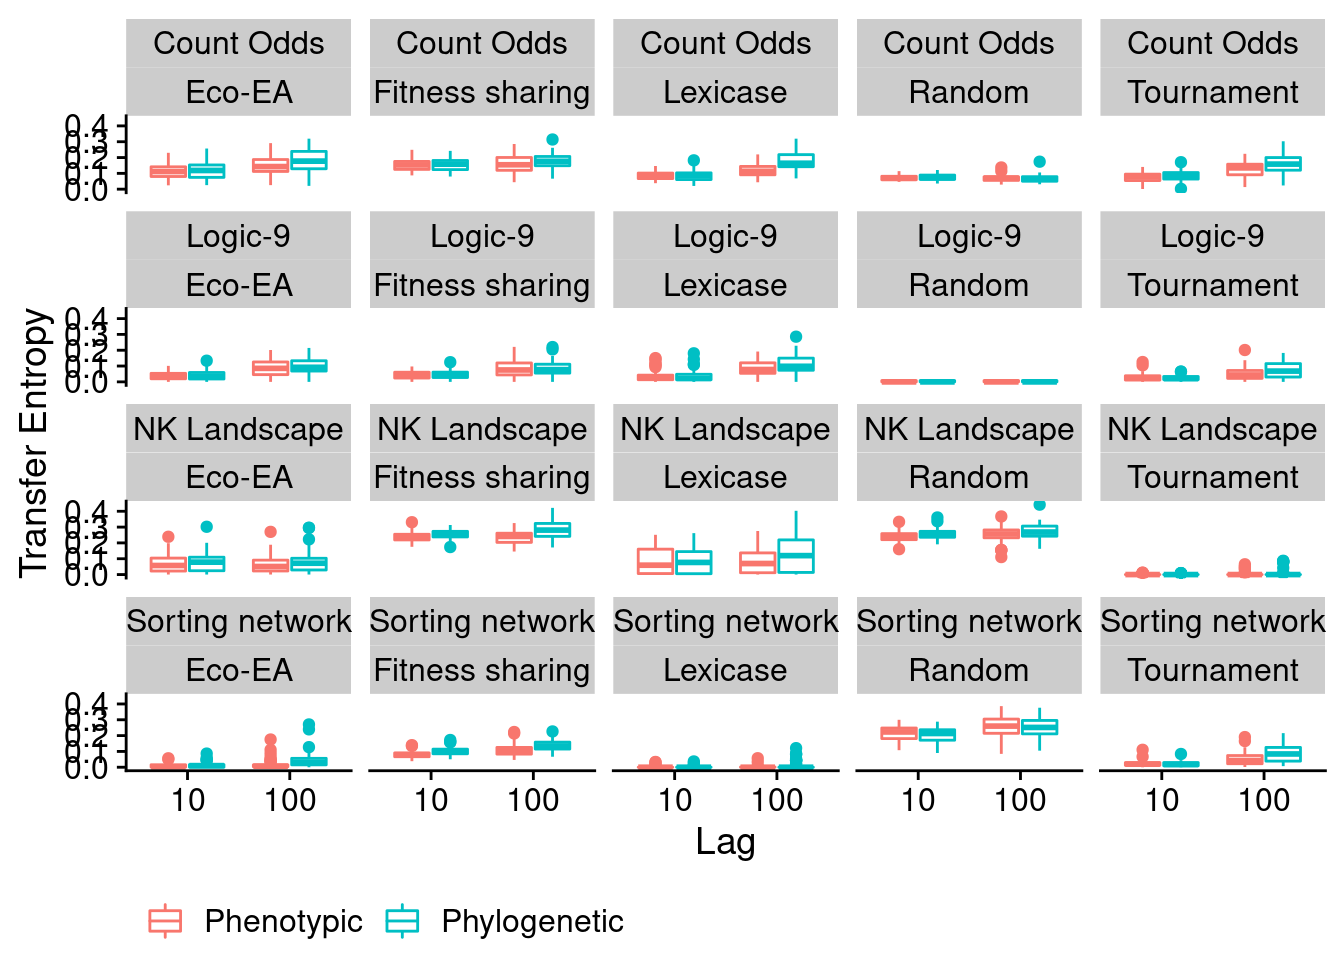 Count Odds Count Odds Count Odds Count Odds Count Odds
Eco-EA Fitness sharing Lexicase Random Tournament
0.4
0.3
0.2
0.1
0.0
Logic-9 Logic-9 Logic-9 Logic-9 Logic-9
Eco-EA Fitness sharing Lexicase Random Tournament
0.4
0.3
0.2
0.1
0.0
NK Landscape NK Landscape NK Landscape NK Landscape NK Landscape
Eco-EA Fitness sharing Lexicase Random Tournament
0.4
0.3
0.2
0.1
0.0
Sorting network Sorting network Sorting network Sorting network Sorting network
Eco-EA Fitness sharing Lexicase Random Tournament
0.4
0.3
0.2
0.1
0.0
Transfer Entropy
10 100 10 100 10 100 10 100 10 100
Lag
Phenotypic Phylogenetic